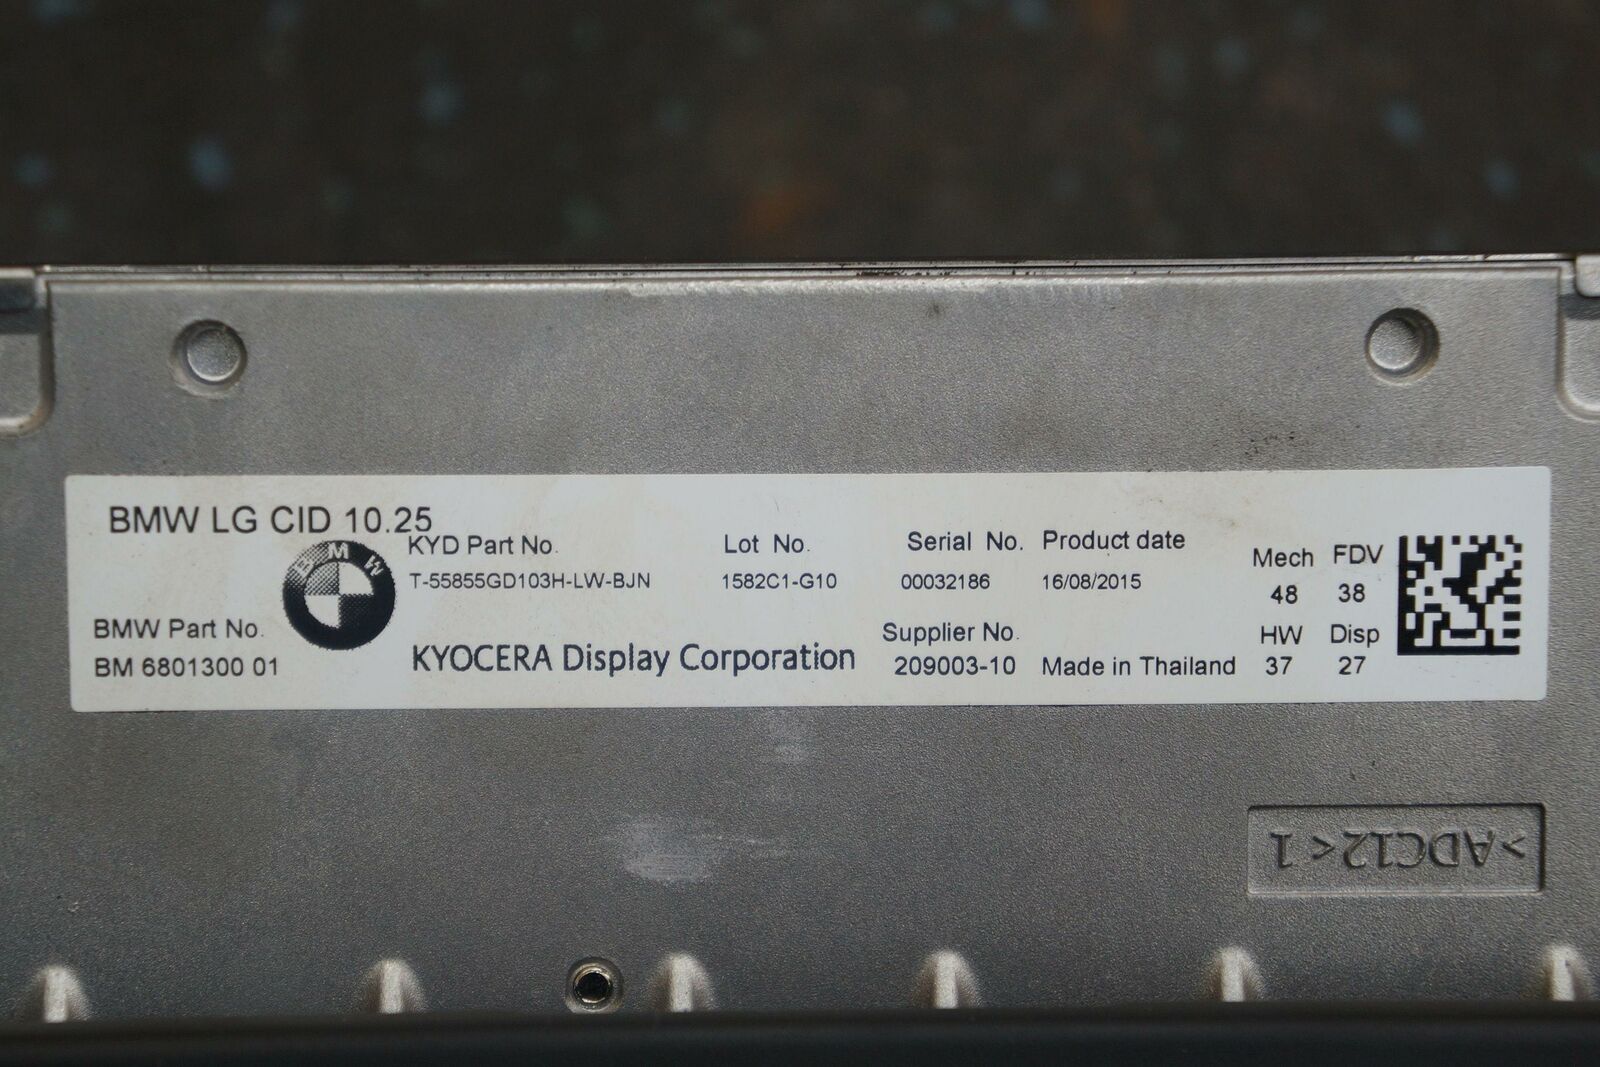 BMW LG CID 10.25
BMW
KYD Part No.
T-55855GD103H-LW-BJN
Lot No.
1582C1-G10
Serial No.
00032186
Product date
16/08/2015
Mech
48
FDV
38
BMW Part No.
BM 6801300 01
KYOCERA Display Corporation
Supplier No.
209003-10
Made in Thailand
HW
37
Disp
27
>ADC12< 1